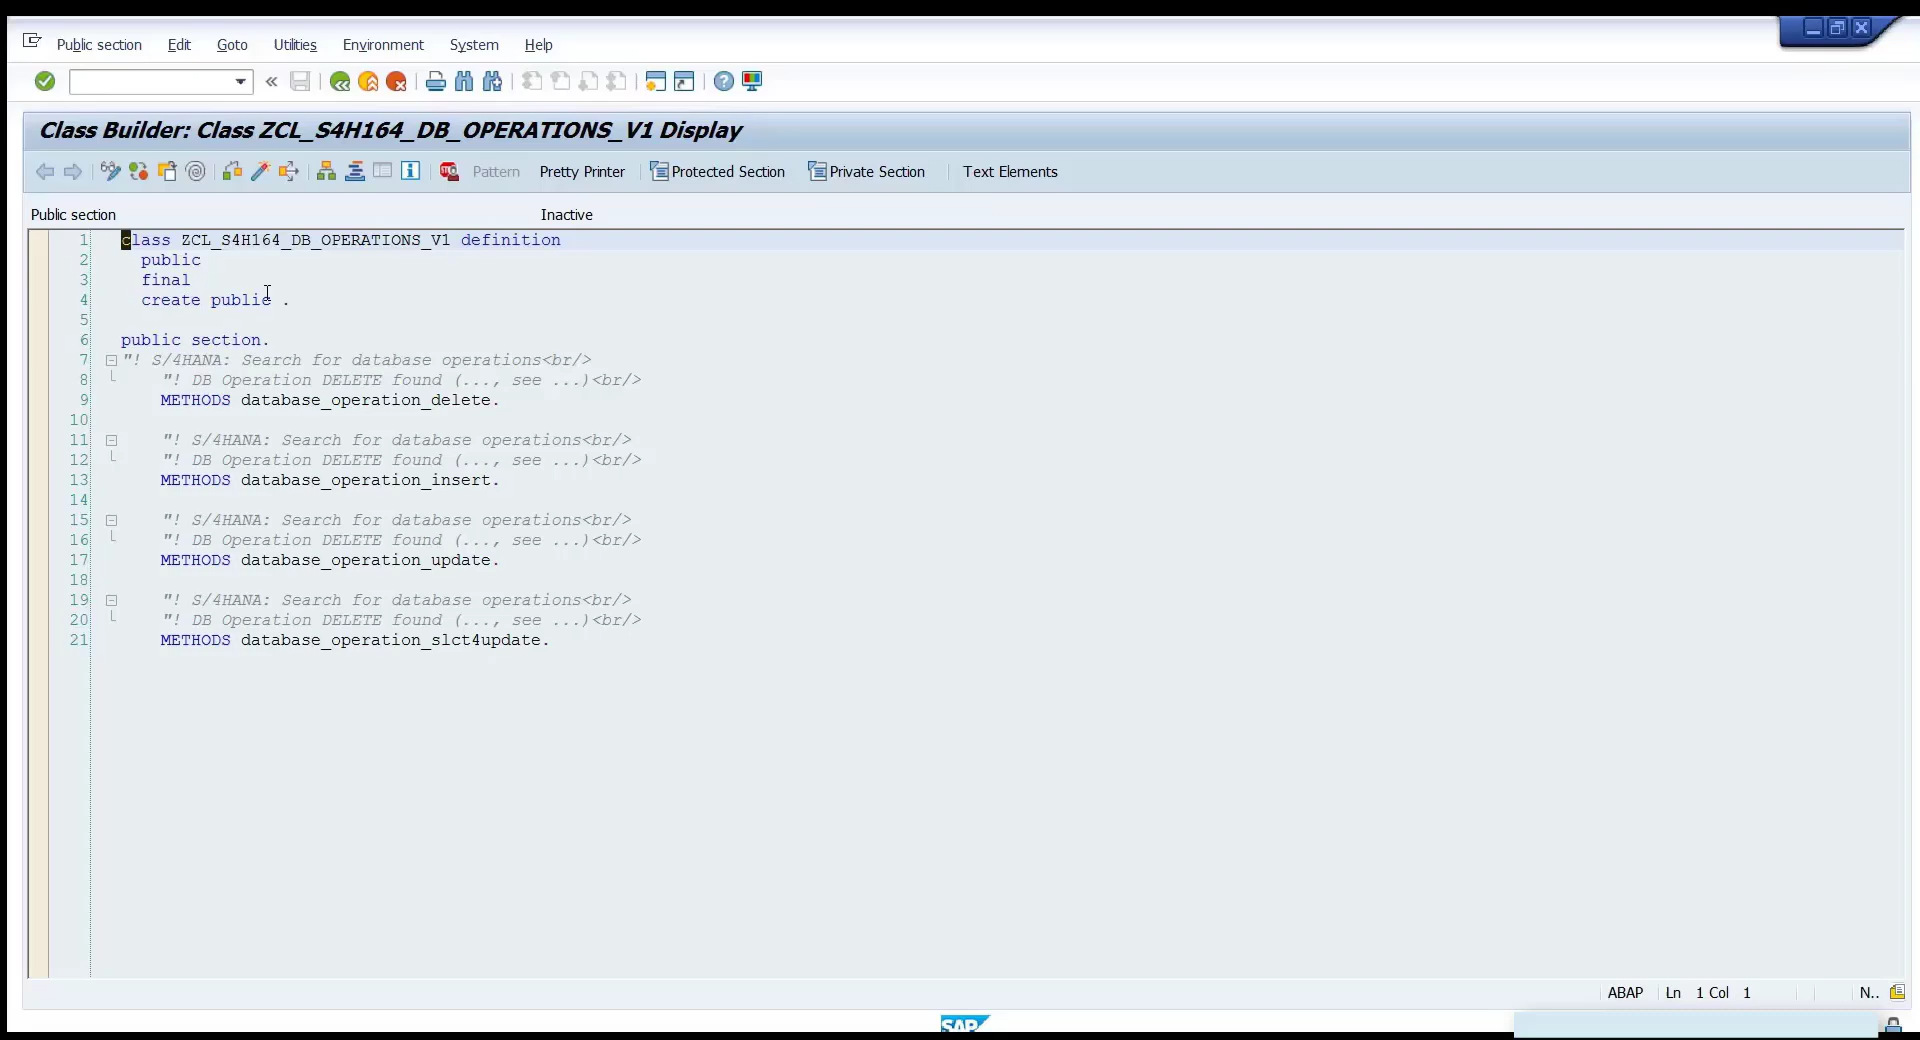 Public section Edit Goto Utilities Environment System Help
Class Builder: Class ZCL_S4H164_DB_OPERATIONS_V1 Display
Pattern Pretty Printer Protected Section Private Section Text Elements
Public section Inactive
1 class ZCL_S4H164_DB_OPERATIONS_V1 definition
2 public
3 final
4 create public .
5
6 public section.
7 "! S/4HANA: Search for database operations<br/>
8 "! DB Operation DELETE found (..., see ...)<br/>
9 METHODS database_operation_delete.
10
11 "! S/4HANA: Search for database operations<br/>
12 "! DB Operation DELETE found (..., see ...)<br/>
13 METHODS database_operation_insert.
14
15 "! S/4HANA: Search for database operations<br/>
16 "! DB Operation DELETE found (..., see ...)<br/>
17 METHODS database_operation_update.
18
19 "! S/4HANA: Search for database operations<br/>
20 "! DB Operation DELETE found (..., see ...)<br/>
21 METHODS database_operation_slct4update.
ABAP Ln 1 Col 1 N..
SAP